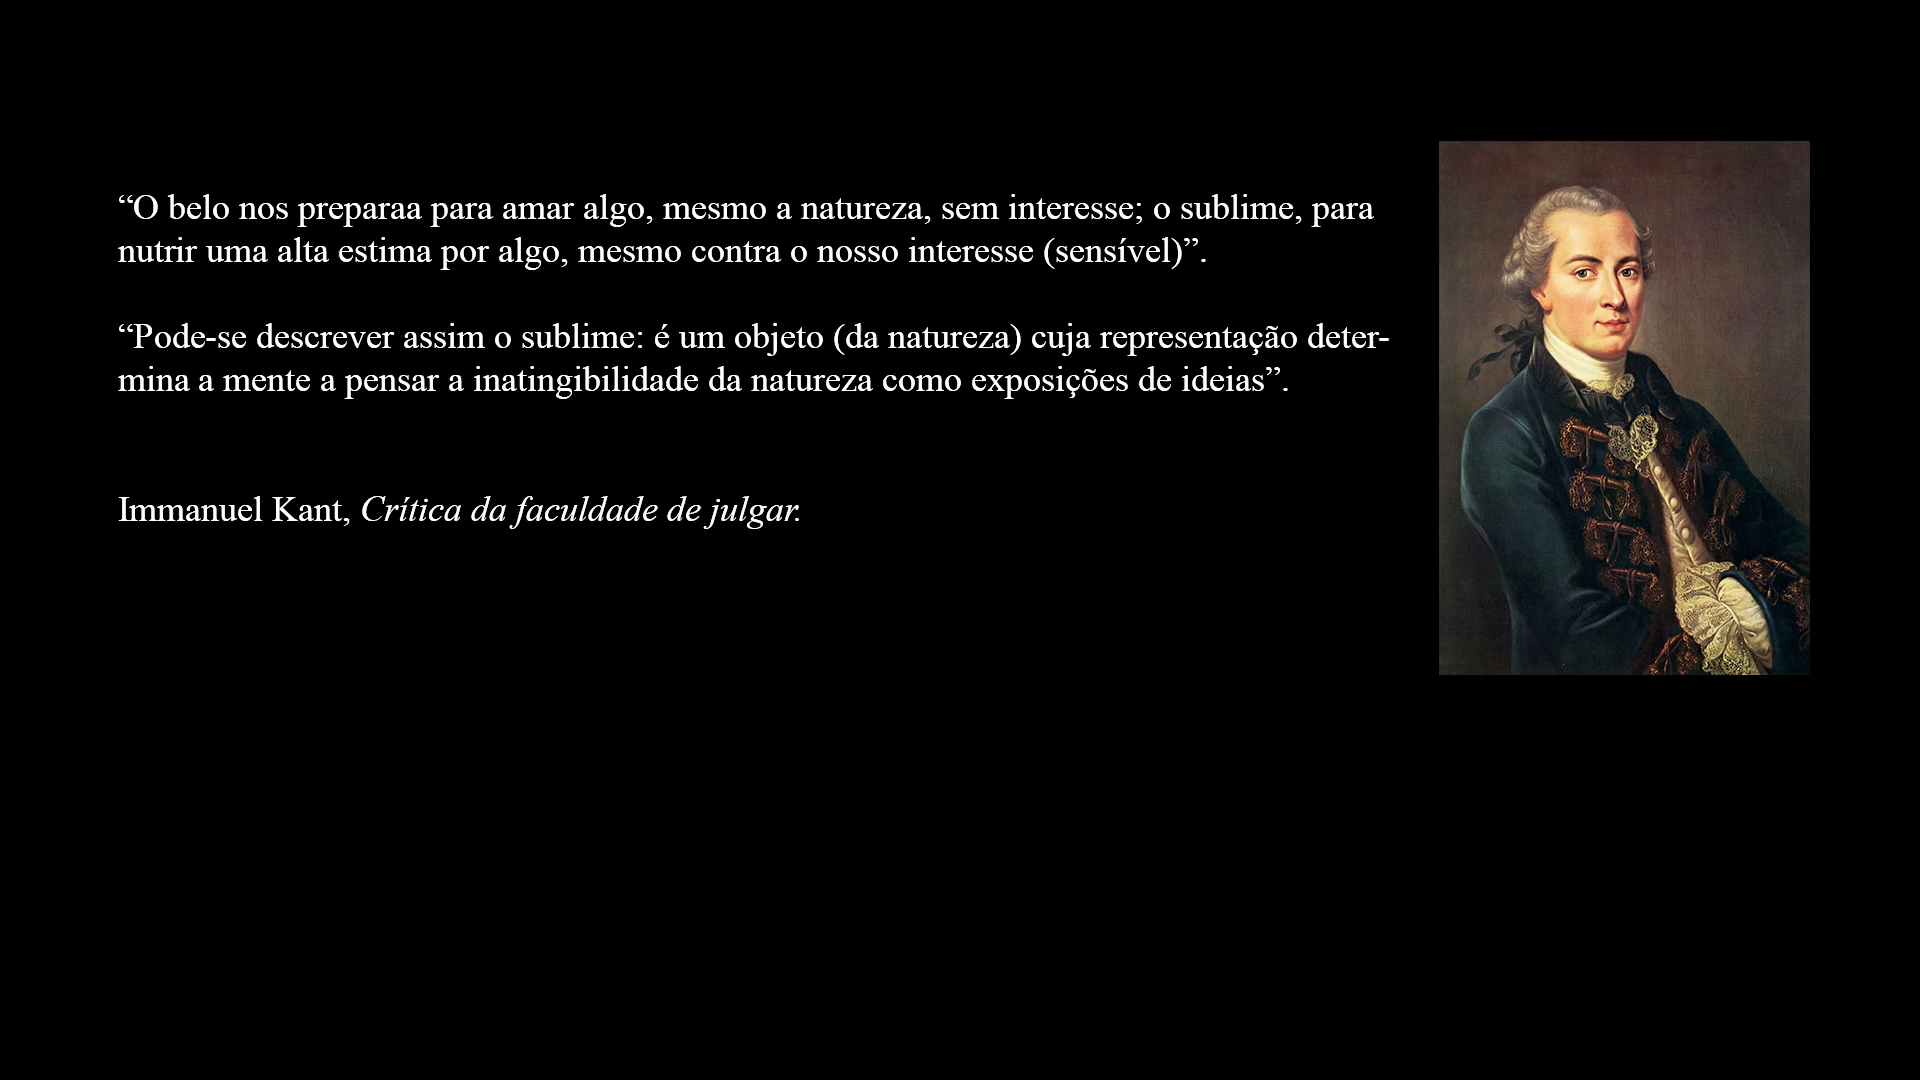 “O belo nos preparaa para amar algo, mesmo a natureza, sem interesse; o sublime, para
nutrir uma alta estima por algo, mesmo contra o nosso interesse (sensível)”.
“Pode-se descrever assim o sublime: é um objeto (da natureza) cuja representação deter-
mina a mente a pensar a inatingibilidade da natureza como exposições de ideias”.
Immanuel Kant, Crítica da faculdade de julgar.